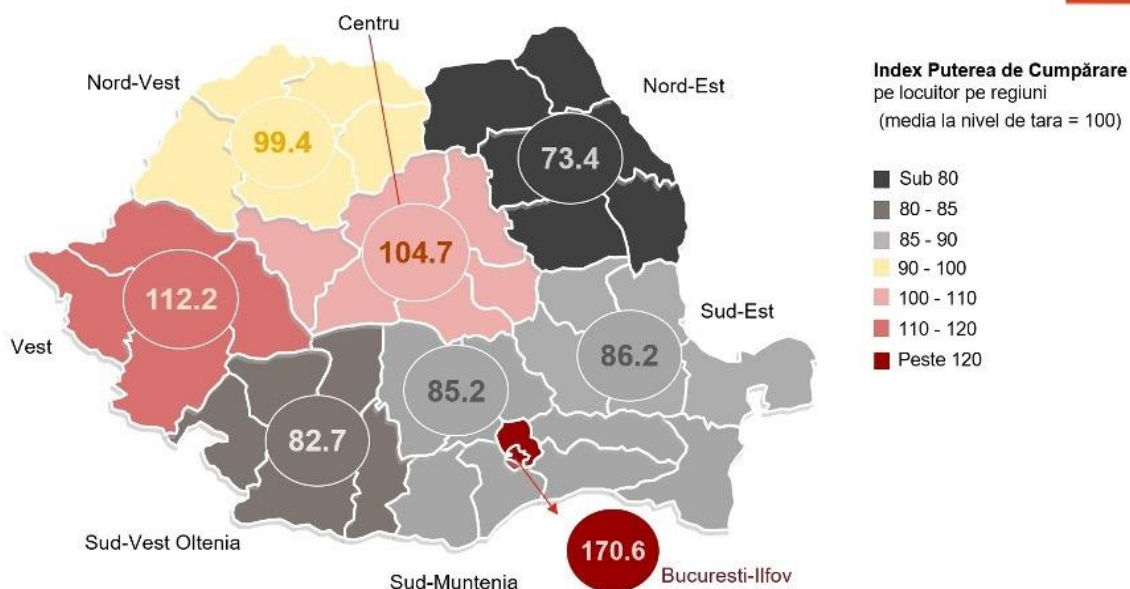 Centru
Nord-Vest
Nord-Est
99.4
73.4
104.7
112.2
Vest
Sud-Est
86.2
85.2
82.7
Sud-Vest Oltenia
Sud-Muntenia
170.6
Bucuresti-Ilfov
Index Puterea de Cumpărare
pe locuitor pe regiuni
(media la nivel de tara = 100)
Sub 80
80 - 85
85 - 90
90 - 100
100 - 110
110 - 120
Peste 120